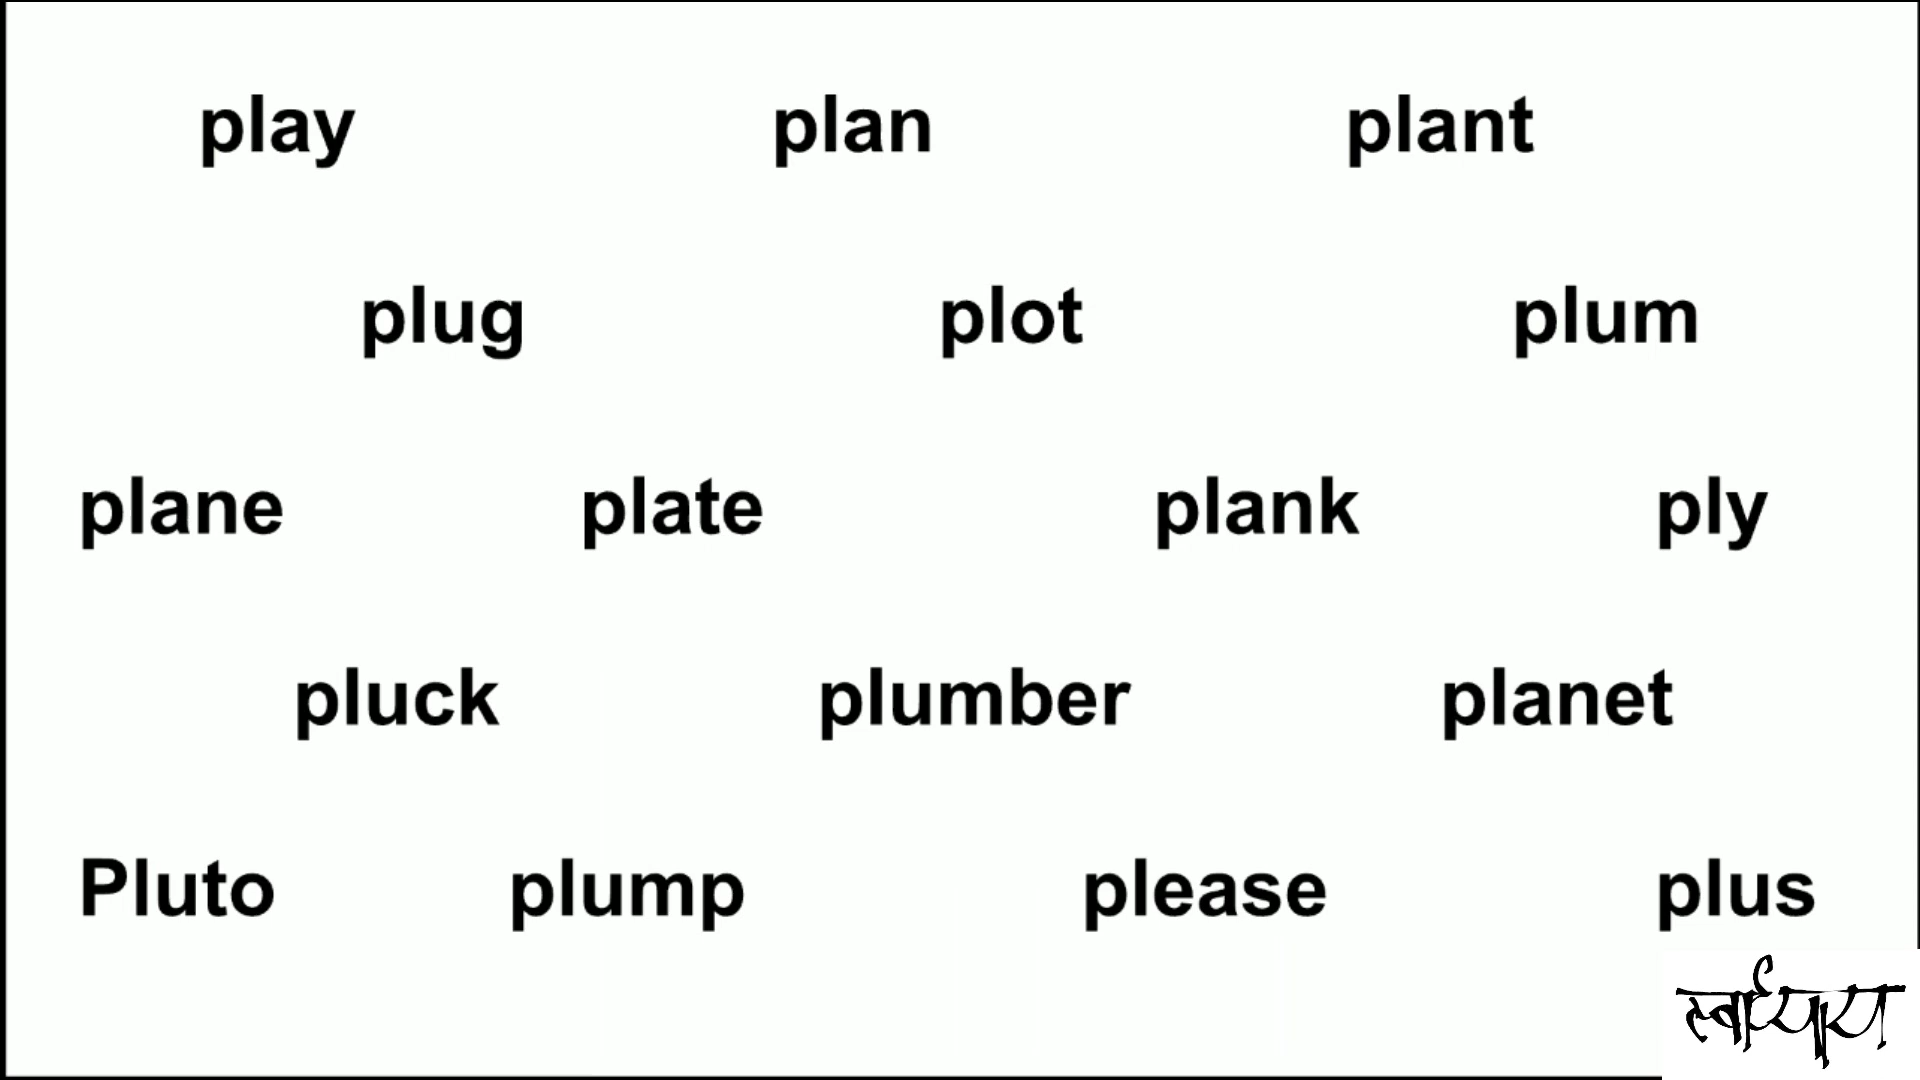 play plan plant
plug plot plum
plane plate plank ply
pluck plumber planet
Pluto plump please plus